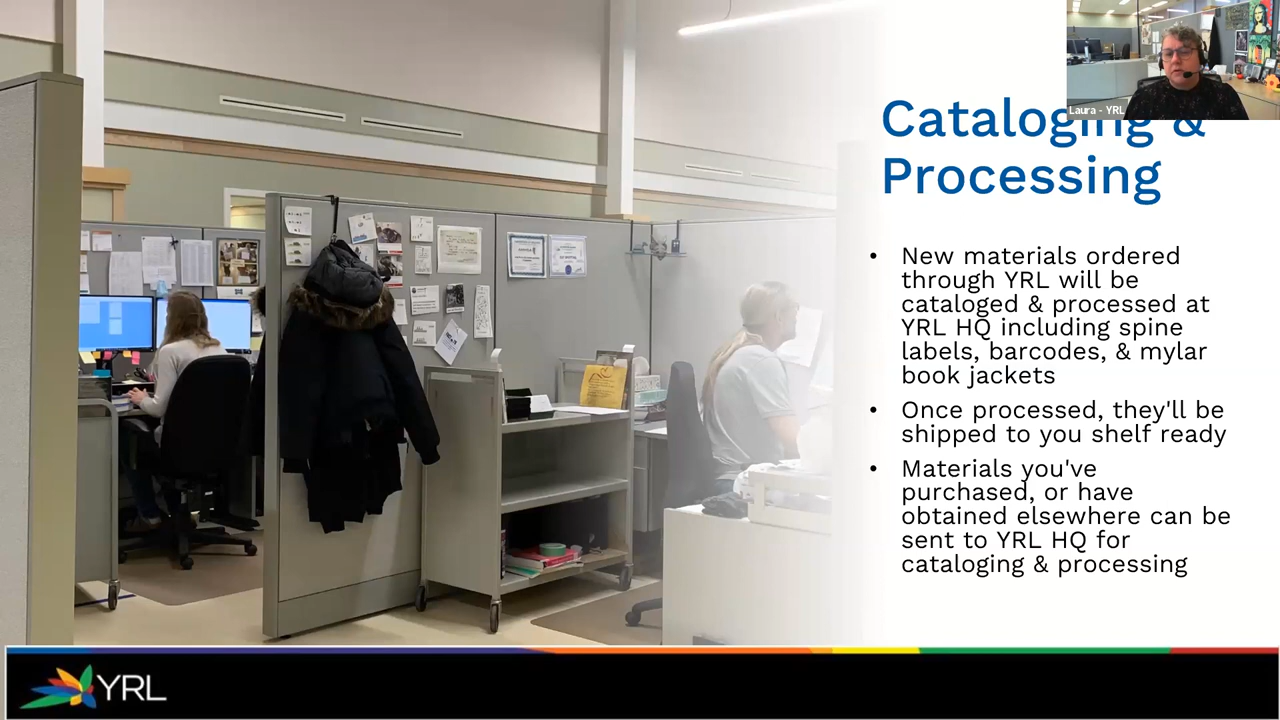 Laura - YRL
Cataloging &
Processing
• New materials ordered
through YRL will be
cataloged & processed at
YRL HQ including spine
labels, barcodes, & mylar
book jackets
• Once processed, they'll be
shipped to you shelf ready
• Materials you've
purchased, or have
obtained elsewhere can be
sent to YRL HQ for
cataloging & processing
YRL